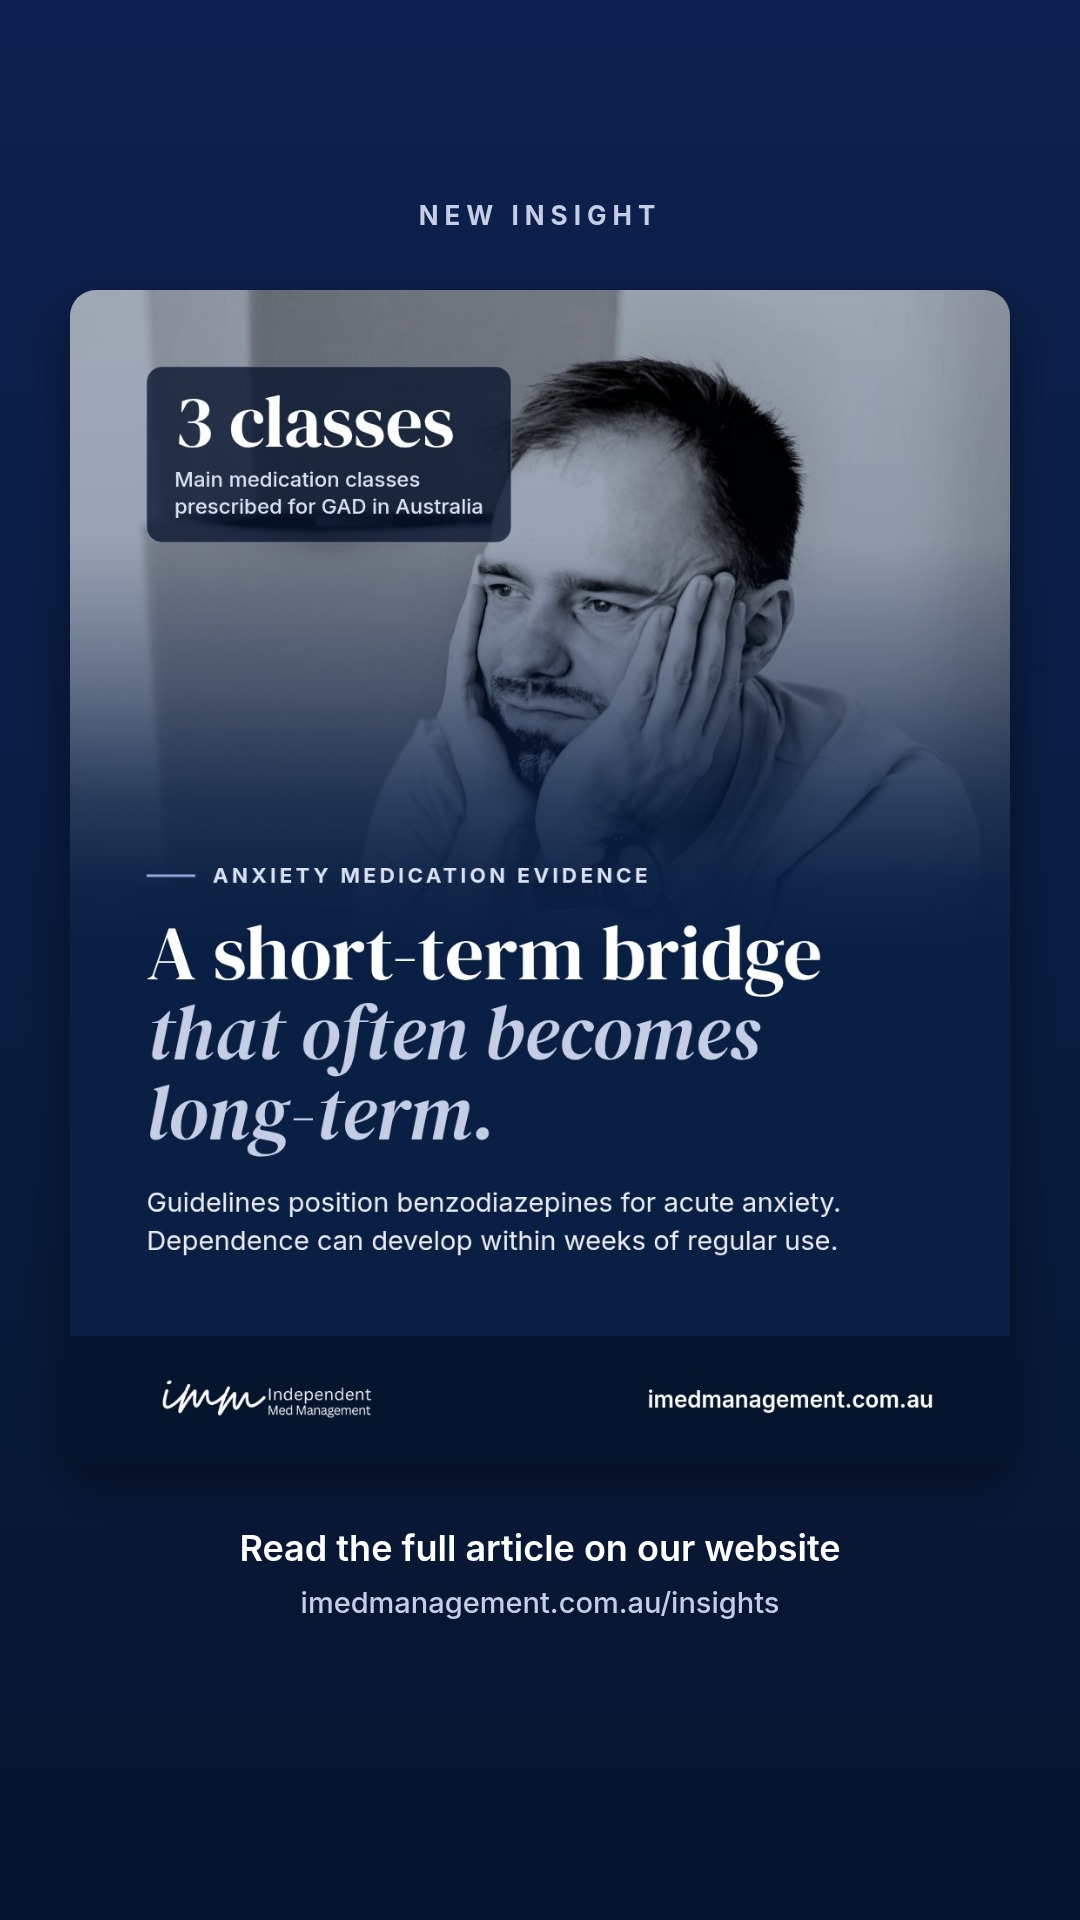 NEW INSIGHT
3 classes
Main medication classes
prescribed for GAD in Australia
ANXIETY MEDICATION EVIDENCE
A short-term bridge
that often becomes
long-term.
Guidelines position benzodiazepines for acute anxiety.
Dependence can develop within weeks of regular use.
imm Independent
Med Management
imedmanagement.com.au
Read the full article on our website
imedmanagement.com.au/insights